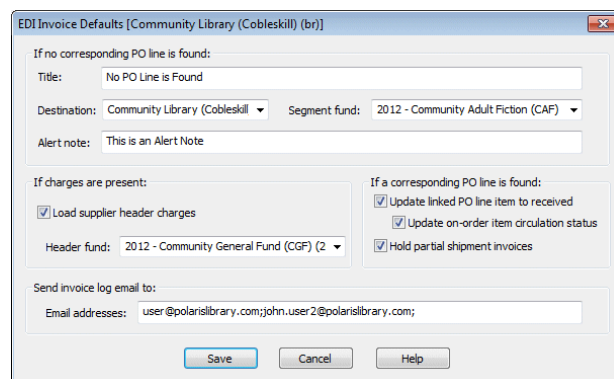 EDI Invoice Defaults [Community Library (Cobleskill) (br)]
If no corresponding PO line is found:
Title: No PO Line is Found
Destination: Community Library (Cobleskill Segment fund: 2012 - Community Adult Fiction (CAF)
Alert note: This is an Alert Note
If charges are present:
Load supplier header charges
Header fund: 2012 - Community General Fund (CGF) (2
If a corresponding PO line is found:
Update linked PO line item to received
Update on-order item circulation status
Hold partial shipment invoices
Send invoice log email to:
Email addresses: user@polarislibrary.com;john.user2@polarislibrary.com;
Save Cancel Help